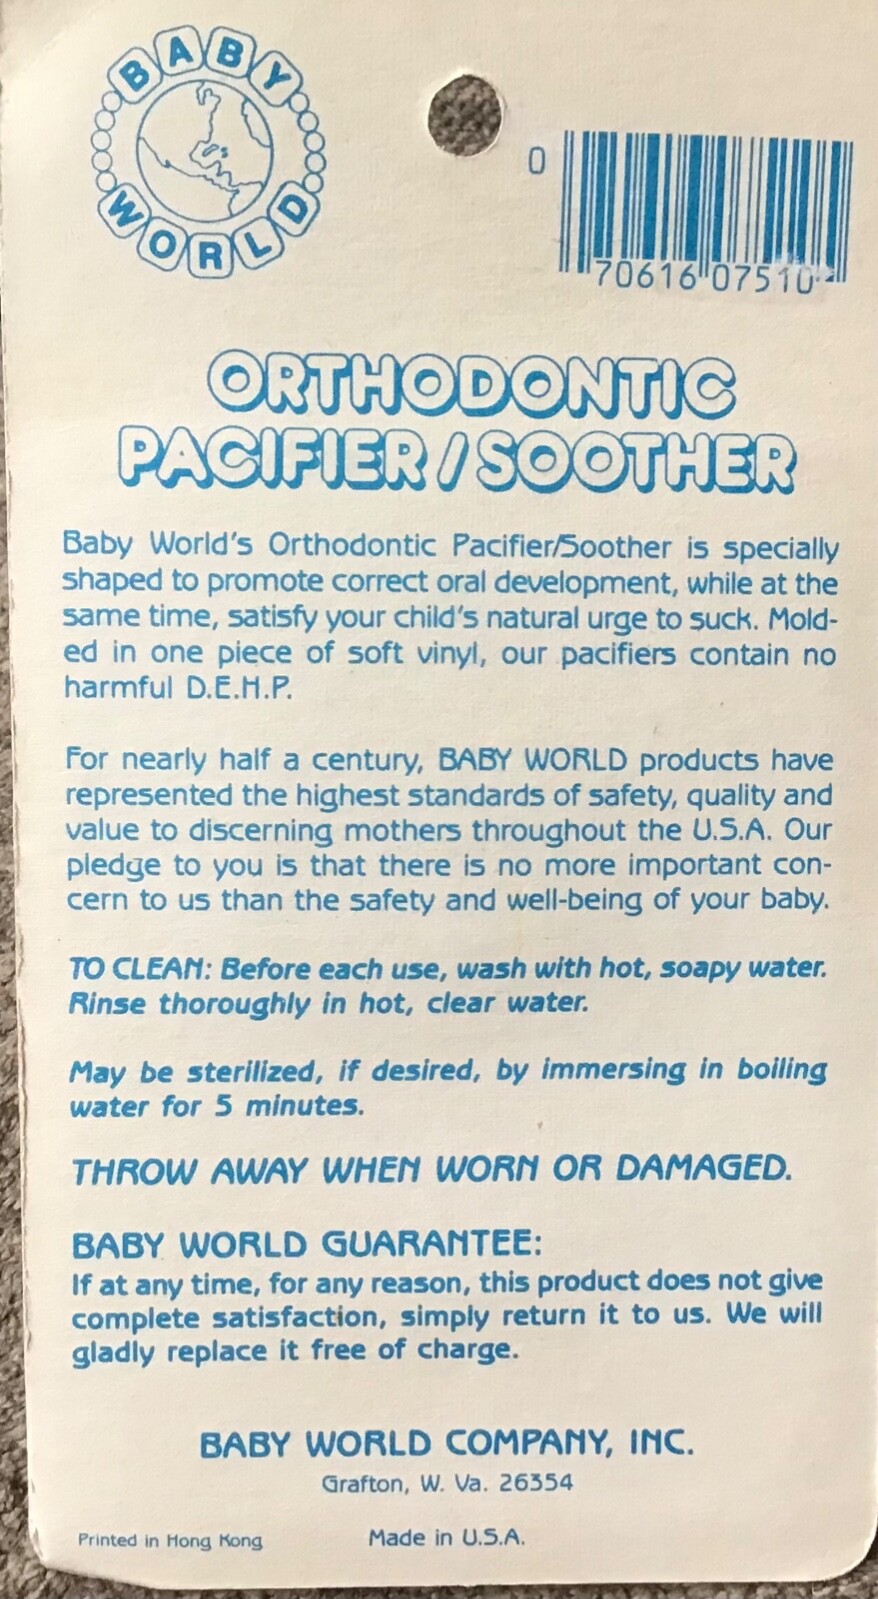 BABY
WORLD
0
70616 07510
ORTHODONTIC
PACIFIER/SOOTHER
Baby World's Orthodontic Pacifier/Soother is specially
shaped to promote correct oral development, while at the
same time, satisfy your child's natural urge to suck. Mold-
ed in one piece of soft vinyl, our pacifiers contain no
harmful D.E.H.P.
For nearly half a century, BABY WORLD products have
represented the highest standards of safety, quality and
value to discerning mothers throughout the U.S.A. Our
pledge to you is that there is no more important con-
cern to us than the safety and well-being of your baby.
TO CLEAN: Before each use, wash with hot, soapy water.
Rinse thoroughly in hot, clear water.
May be sterilized, if desired, by immersing in boiling
water for 5 minutes.
THROW AWAY WHEN WORN OR DAMAGED.
BABY WORLD GUARANTEE:
If at any time, for any reason, this product does not give
complete satisfaction, simply return it to us. We will
gladly replace it free of charge.
BABY WORLD COMPANY, INC.
Grafton, W. Va. 26354
Printed in Hong Kong Made in U.S.A.